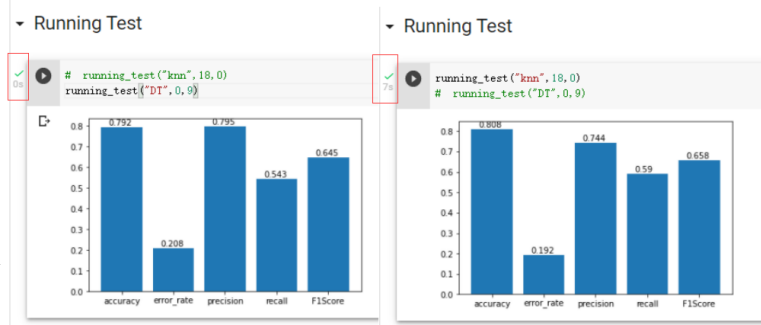 Running Test
0s
# running_test("knn",18,0)
running_test("DT",0,9)
0.8
0.7
0.6
0.5
0.4
0.3
0.2
0.1
0.0
0.792
0.208
0.795
0.543
0.645
accuracy error_rate precision recall F1Score
Running Test
7s
running_test("knn",18,0)
# running_test("DT",0,9)
0.8
0.7
0.6
0.5
0.4
0.3
0.2
0.1
0.0
0.808
0.192
0.744
0.59
0.658
accuracy error_rate precision recall F1Score